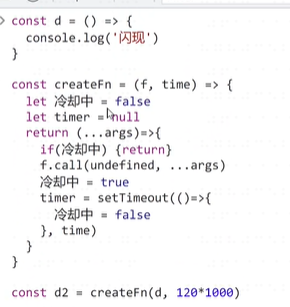 const d = () => {
console.log('闪现')
}
const createFn = (f, time) => {
let 冷却中 = false
let timer = null
return (...args)=>{
if(冷却中) {return}
f.call(undefined, ...args)
冷却中 = true
timer = setTimeout(()=>{
冷却中 = false
}, time)
}
}
const d2 = createFn(d, 120*1000)